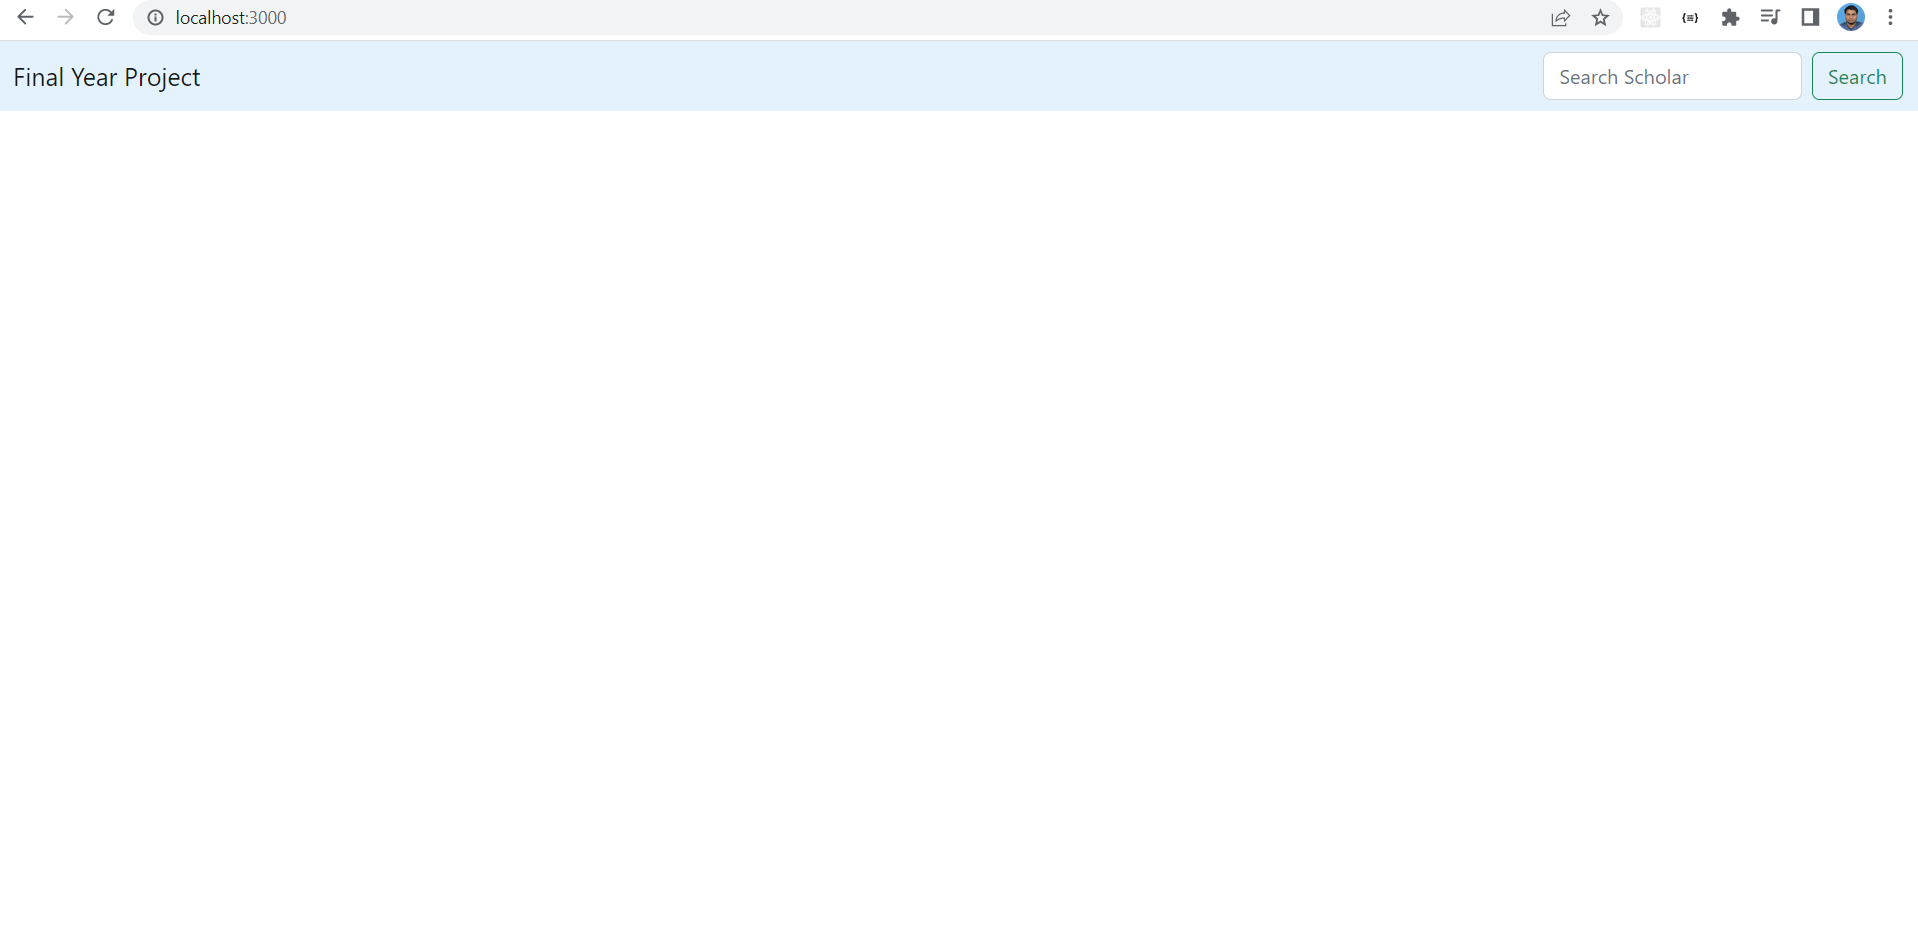 localhost:3000
Final Year Project
Search Scholar
Search